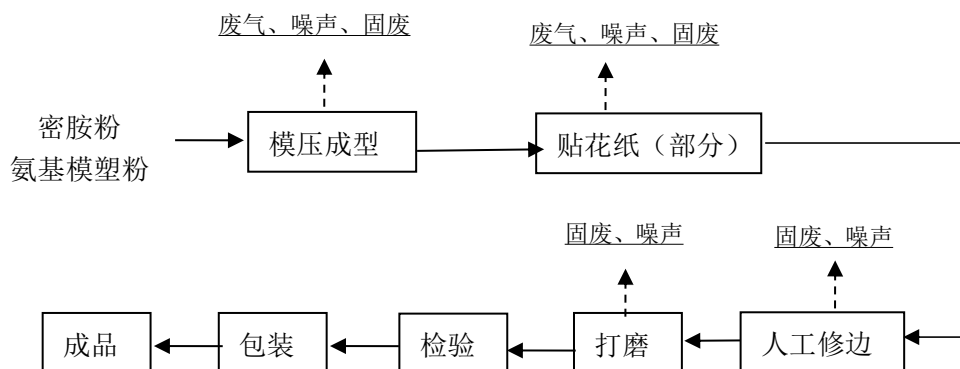 废气、噪声、固废
废气、噪声、固废
密胺粉
氨基模塑粉
模压成型
贴花纸（部分）
固废、噪声
固废、噪声
成品
包装
检验
打磨
人工修边